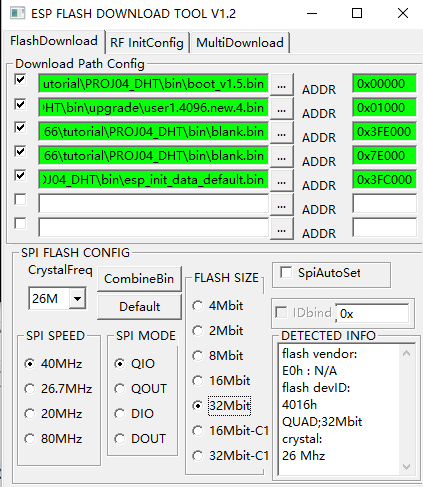 ESP FLASH DOWNLOAD TOOL V1.2
FlashDownload RF InitConfig MultiDownload
Download Path Config
utorial\PROJ04_DHT\bin\boot_v1.5.bin ... ADDR 0x00000
HT\bin\upgrade\user1.4096.new.4.bin ... ADDR 0x01000
66\tutorial\PROJ04_DHT\bin\blank.bin ... ADDR 0x3FE000
66\tutorial\PROJ04_DHT\bin\blank.bin ... ADDR 0x7E000
OJ04_DHT\bin\esp_init_data_default.bin ... ADDR 0x3FC000
... ADDR
... ADDR
SPI FLASH CONFIG
CrystalFreq
26M
CombineBin
Default
SPI SPEED
40MHz
26.7MHz
20MHz
80MHz
SPI MODE
QIO
QOUT
DIO
DOUT
FLASH SIZE
4Mbit
2Mbit
8Mbit
16Mbit
32Mbit
16Mbit-C1
32Mbit-C1
SpiAutoSet
IDbind 0x
DETECTED INFO
flash vendor:
E0h : N/A
flash devID:
4016h
QUAD;32Mbit
crystal:
26 Mhz